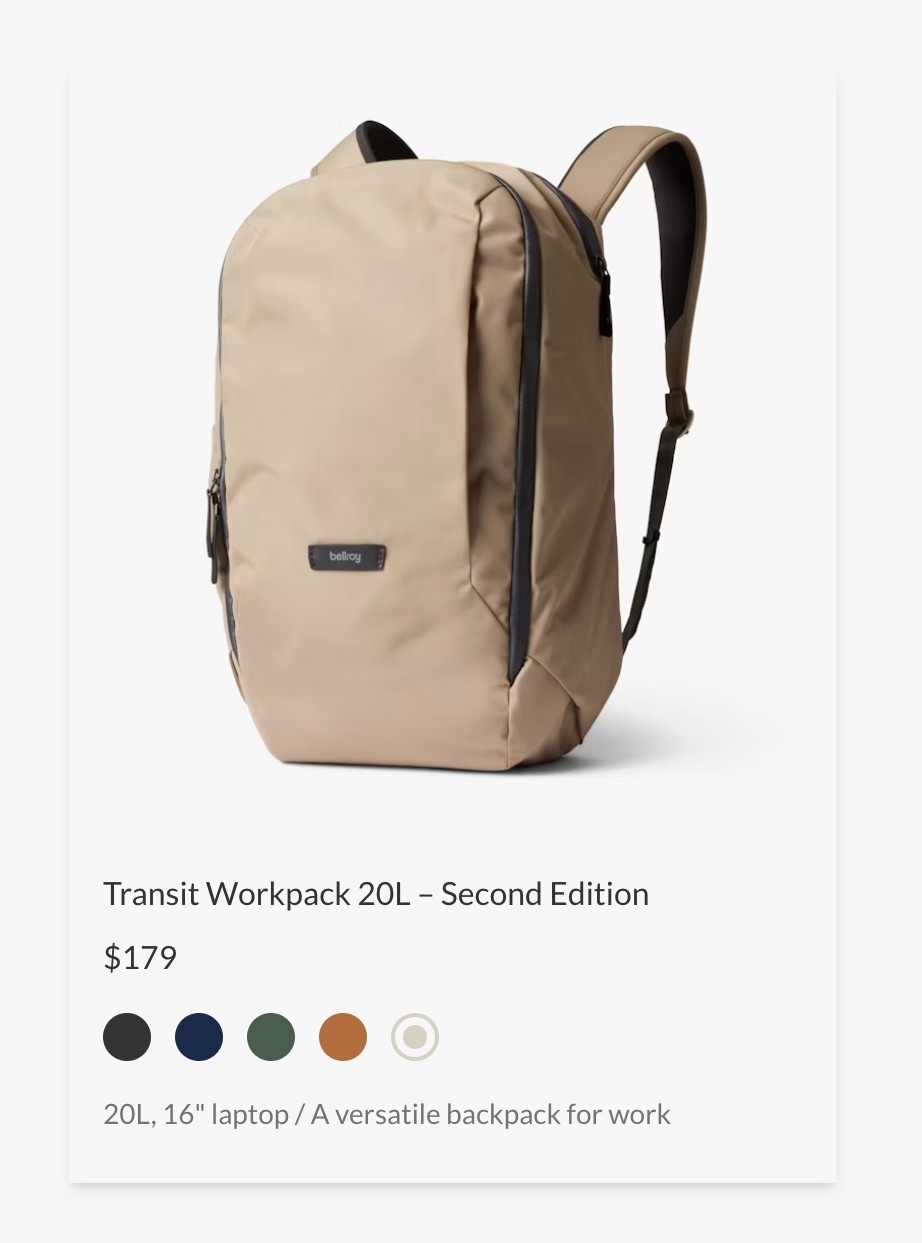 bellroy
Transit Workpack 20L – Second Edition
$179
20L, 16" laptop / A versatile backpack for work